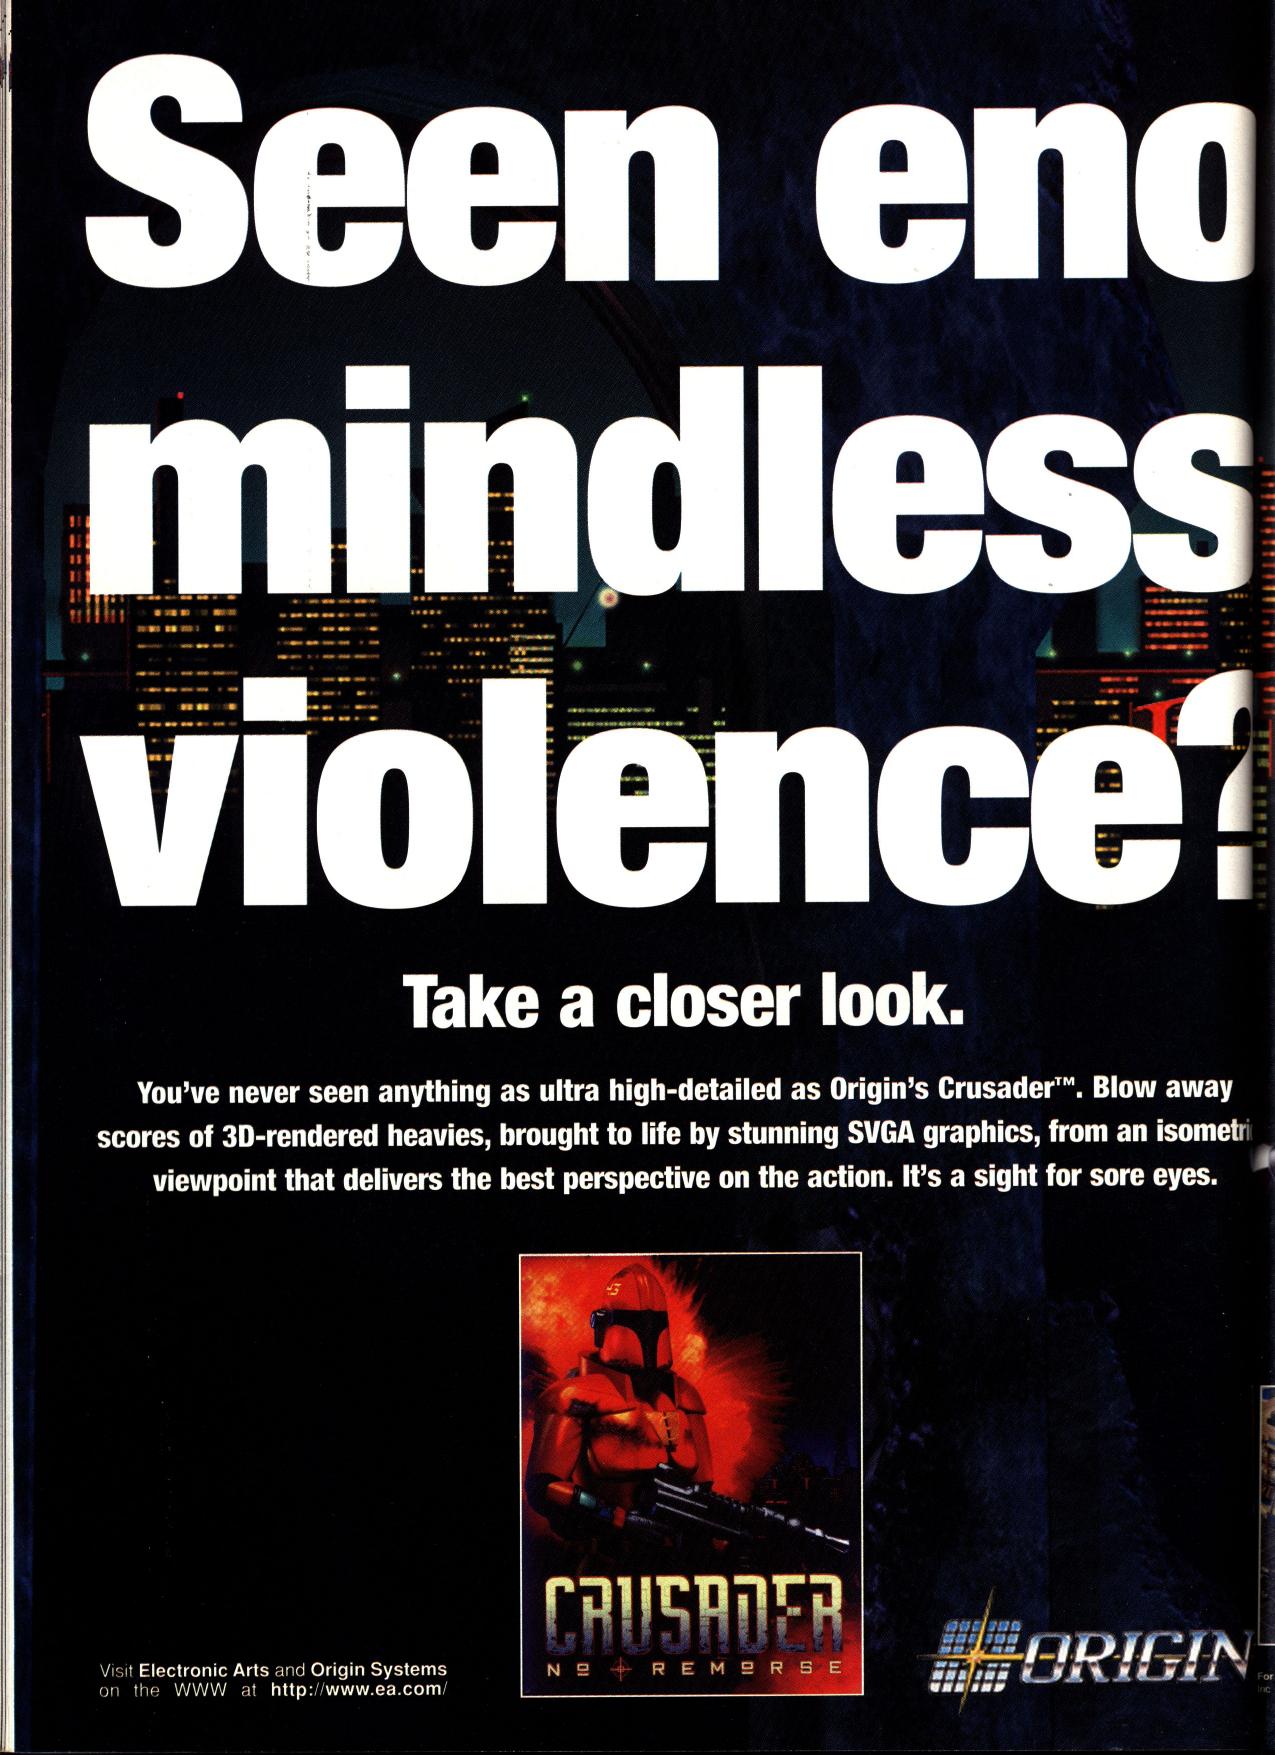 Seen eno
mindless
violence?
Take a closer look.
You've never seen anything as ultra high-detailed as Origin's Crusader™. Blow away
scores of 3D-rendered heavies, brought to life by stunning SVGA graphics, from an isometri
viewpoint that delivers the best perspective on the action. It's a sight for sore eyes.
CRUSADER
NO REMORSE
Visit Electronic Arts and Origin Systems
on the WWW at http://www.ea.com/
ORIGIN
For
Inc